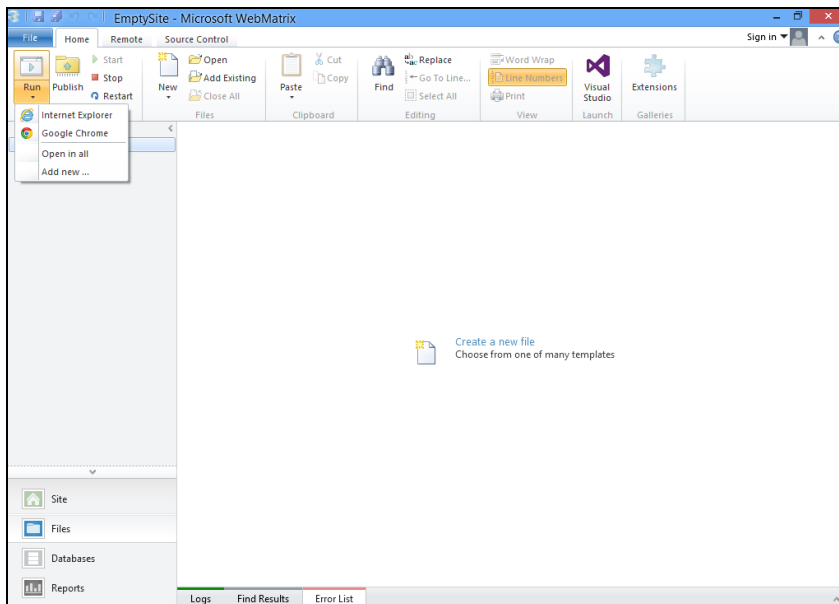 EmptySite - Microsoft WebMatrix
File Home Remote Source Control Sign in
Run
Publish
Start
Stop
Restart
New
Open
Add Existing
Close All
Files
Paste
Cut
Copy
Clipboard
Find
Replace
Go To Line...
Select All
Editing
Word Wrap
Line Numbers
Print
View
Visual
Studio
Launch
Extensions
Galleries
Internet Explorer
Google Chrome
Open in all
Add new ...
Create a new file
Choose from one of many templates
Site
Files
Databases
Reports
Logs Find Results Error List